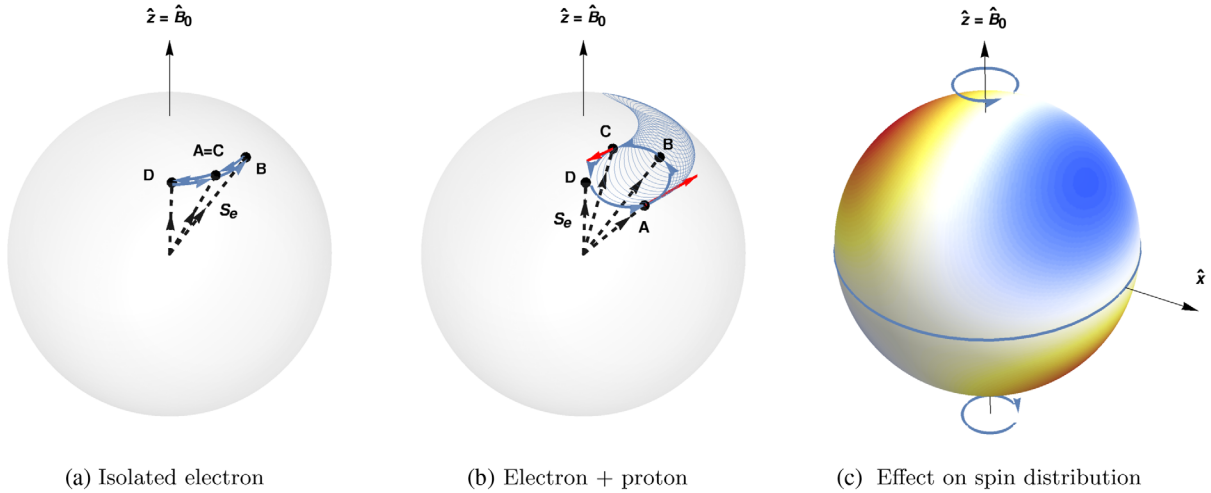 ẑ = B̂₀
A=C
D
B
Sₑ
(a) Isolated electron
ẑ = B̂₀
C
B
D
Sₑ
A
(b) Electron + proton
ẑ = B̂₀
x̂
(c) Effect on spin distribution